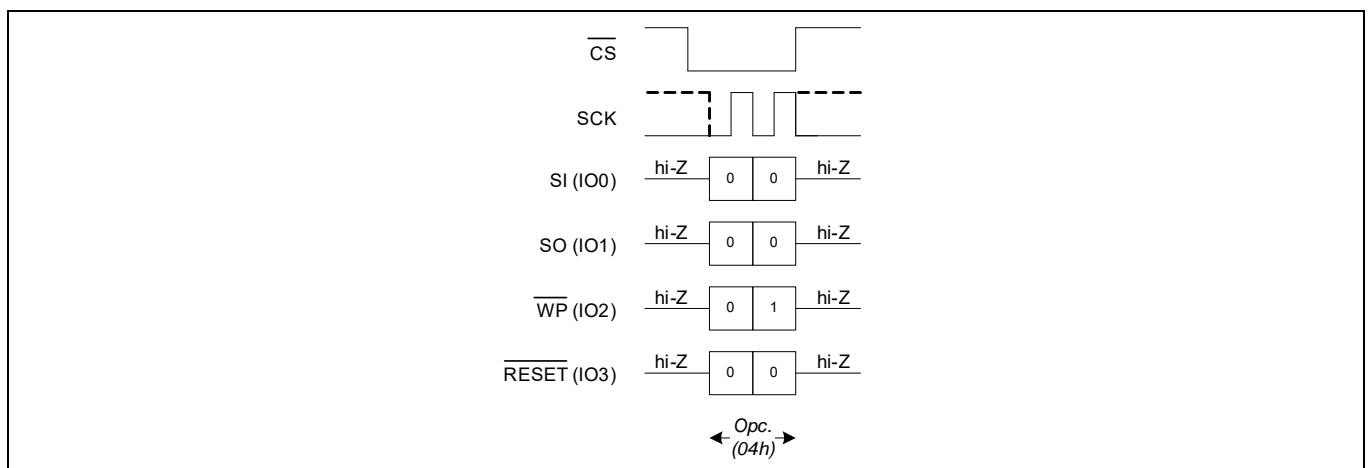 CS
SCK
SI (IO0) hi-Z 0 0 hi-Z
SO (IO1) hi-Z 0 0 hi-Z
WP (IO2) hi-Z 0 1 hi-Z
RESET (IO3) hi-Z 0 0 hi-Z
Opc.
(04h)